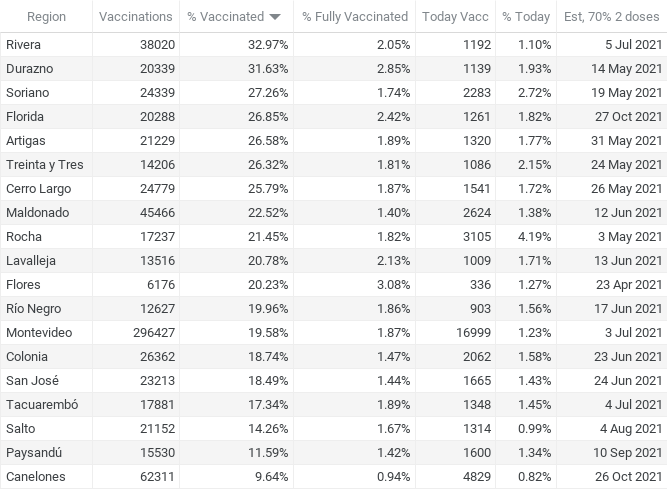 Region Vaccinations % Vaccinated % Fully Vaccinated Today Vacc % Today Est, 70% 2 doses
Rivera 38020 32.97% 2.05% 1192 1.10% 5 Jul 2021
Durazno 20339 31.63% 2.85% 1139 1.93% 14 May 2021
Soriano 24339 27.26% 1.74% 2283 2.72% 19 May 2021
Florida 20288 26.85% 2.42% 1261 1.82% 27 Oct 2021
Artigas 21229 26.58% 1.89% 1320 1.77% 31 May 2021
Treinta y Tres 14206 26.32% 1.81% 1086 2.15% 24 May 2021
Cerro Largo 24779 25.79% 1.87% 1541 1.72% 26 May 2021
Maldonado 45466 22.52% 1.40% 2624 1.38% 12 Jun 2021
Rocha 17237 21.45% 1.82% 3105 4.19% 3 May 2021
Lavalleja 13516 20.78% 2.13% 1009 1.71% 13 Jun 2021
Flores 6176 20.23% 3.08% 336 1.27% 23 Apr 2021
Río Negro 12627 19.96% 1.86% 903 1.56% 17 Jun 2021
Montevideo 296427 19.58% 1.87% 16999 1.23% 3 Jul 2021
Colonia 26362 18.74% 1.47% 2062 1.58% 23 Jun 2021
San José 23213 18.49% 1.44% 1665 1.43% 24 Jun 2021
Tacuarembó 17881 17.34% 1.89% 1348 1.45% 4 Jul 2021
Salto 21152 14.26% 1.67% 1314 0.99% 4 Aug 2021
Paysandú 15530 11.59% 1.42% 1600 1.34% 10 Sep 2021
Canelones 62311 9.64% 0.94% 4829 0.82% 26 Oct 2021